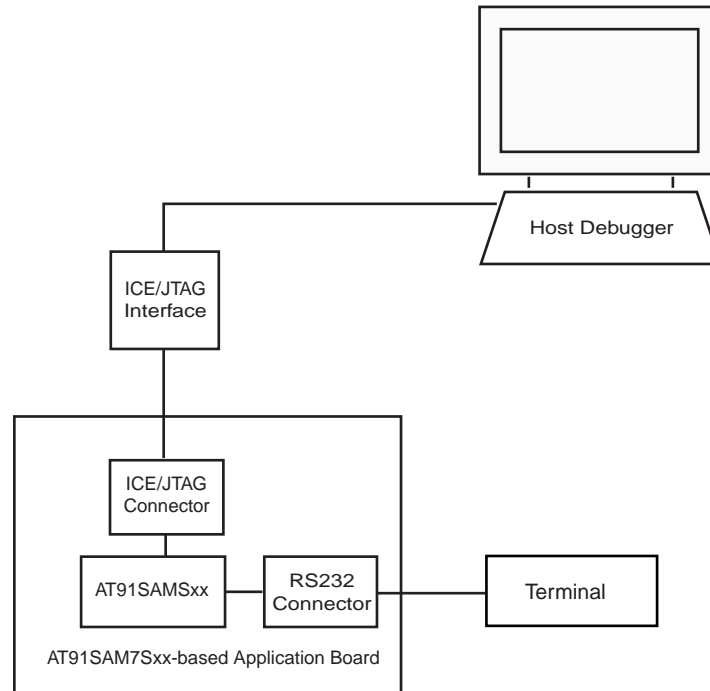 Host Debugger
ICE/JTAG
Interface
ICE/JTAG
Connector
AT91SAMSxx
RS232
Connector
Terminal
AT91SAM7Sxx-based Application Board